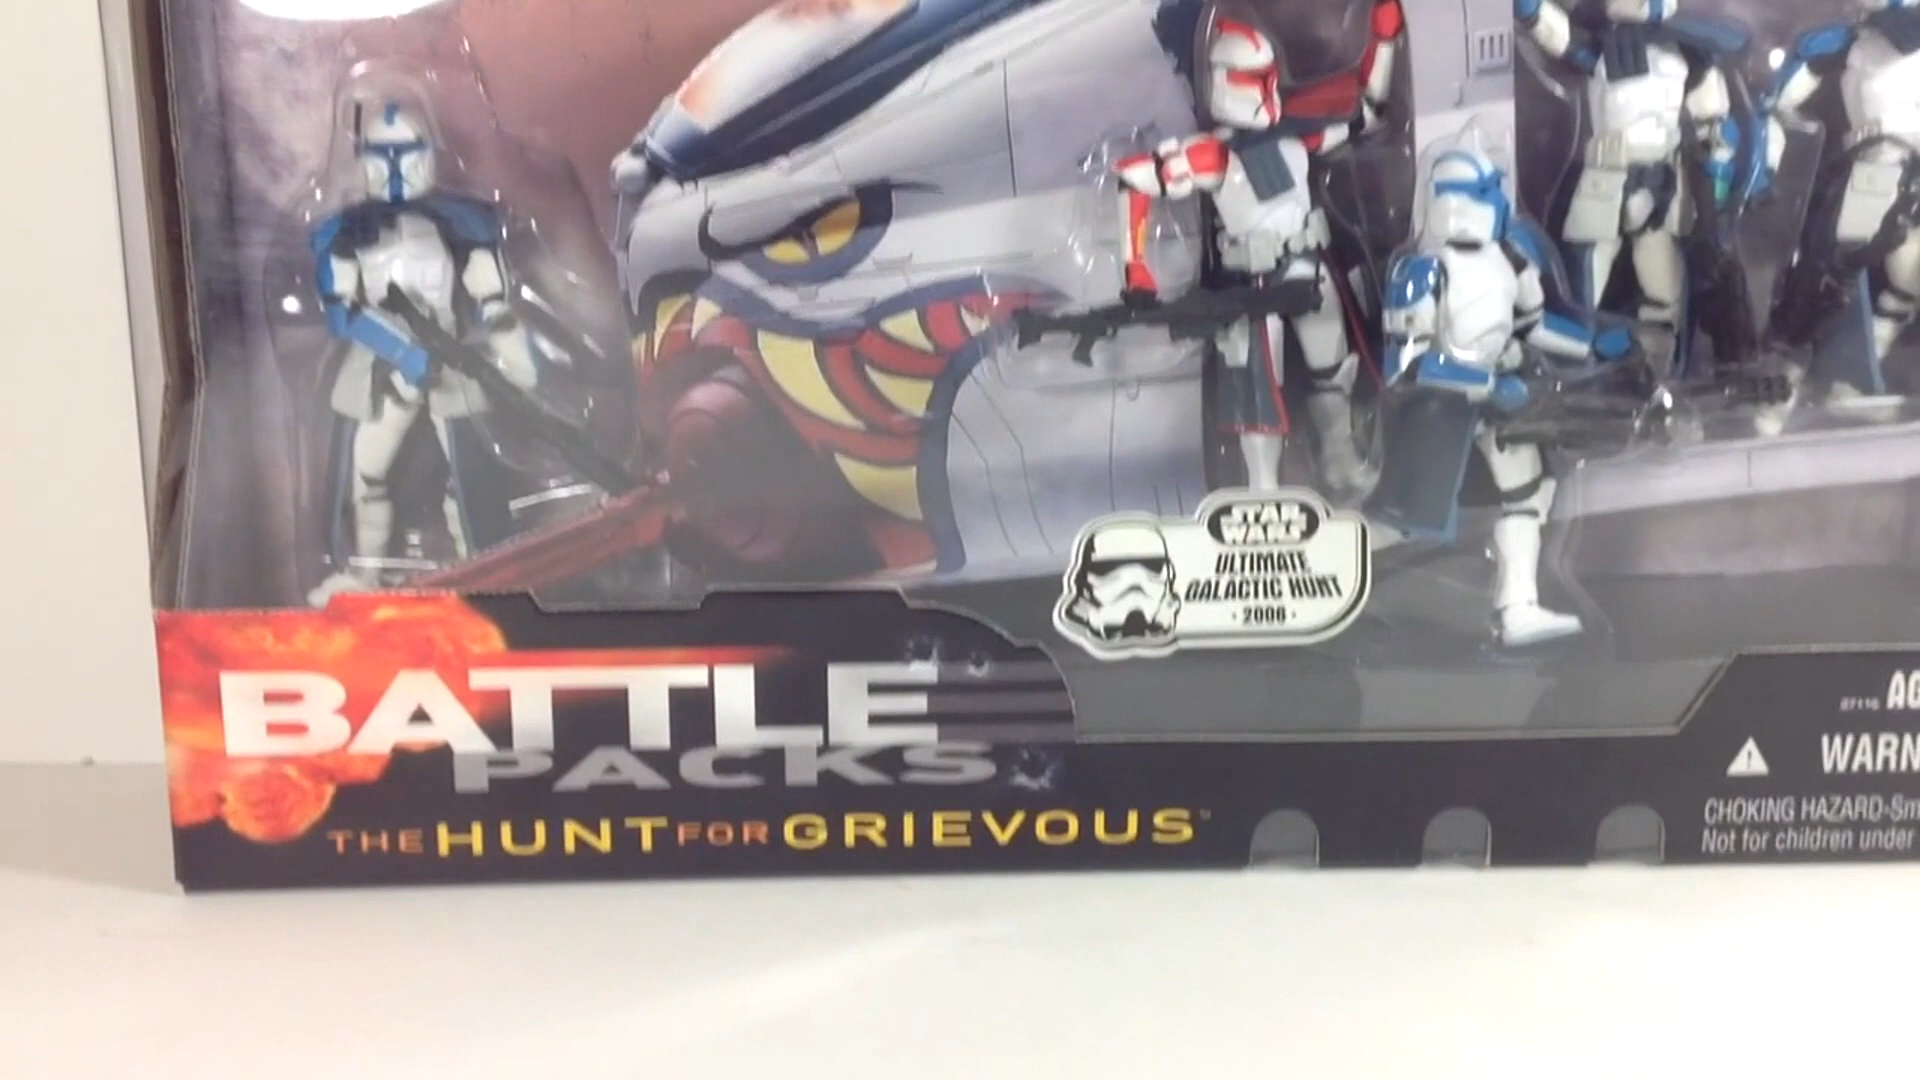 STAR
WARS
ULTIMATE
GALACTIC HUNT
· 2006 ·
BATTLE
PACKS
THE HUNT FOR GRIEVOUS
AG
WARN
CHOKING HAZARD-Sm
Not for children under